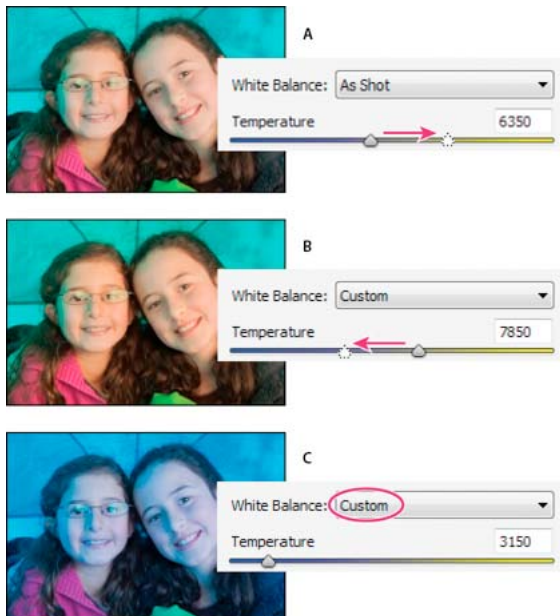 A
White Balance: As Shot
Temperature 6350
B
White Balance: Custom
Temperature 7850
C
White Balance: Custom
Temperature 3150